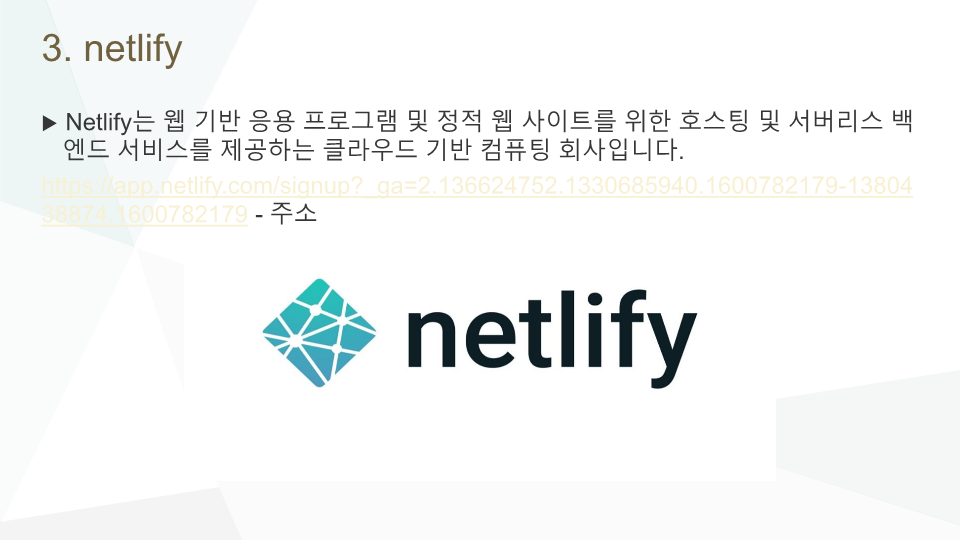 3. netlify
▶ Netlify는 웹 기반 응용 프로그램 및 정적 웹 사이트를 위한 호스팅 및 서버리스 백
엔드 서비스를 제공하는 클라우드 기반 컴퓨팅 회사입니다.
https://app.netlify.com/signup?_ga=2.136624752.1330685940.1600782179-13804
38874.1600782179 - 주소
netlify